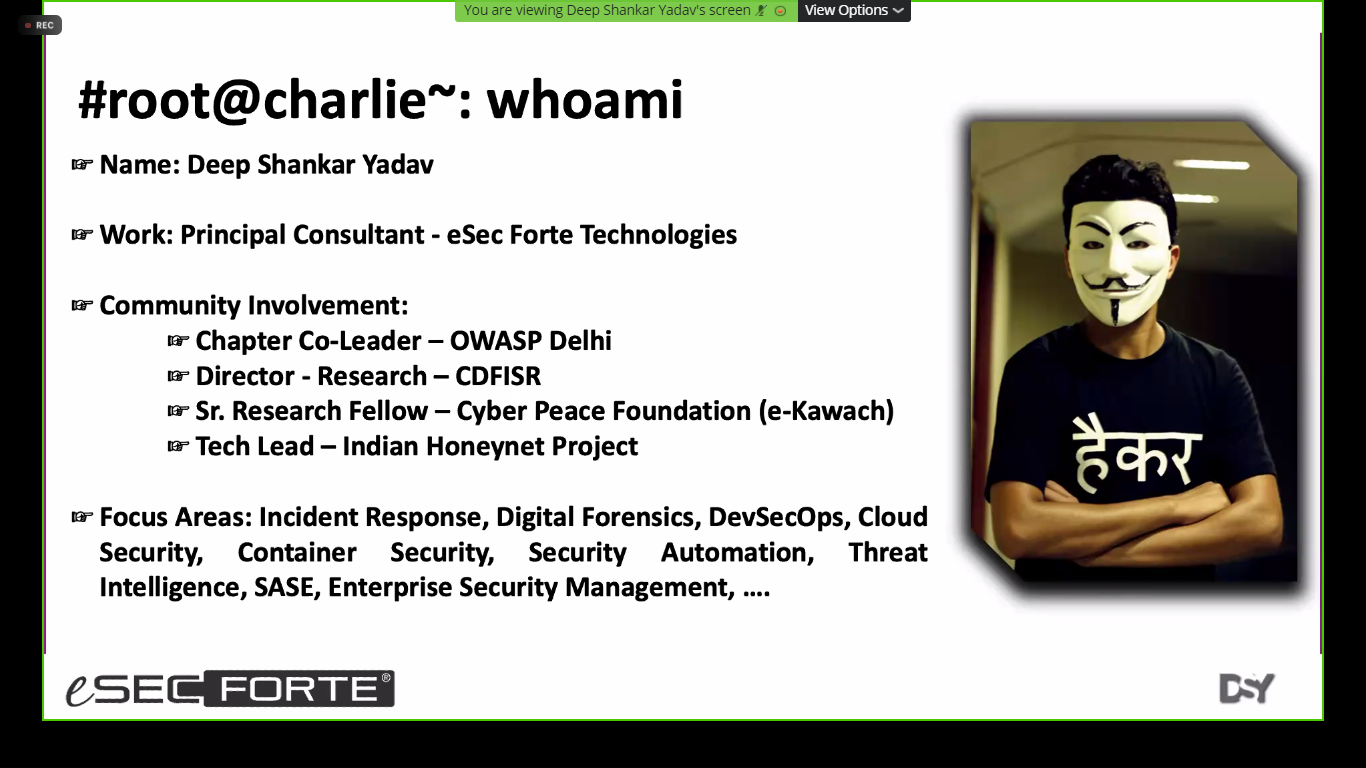 You are viewing Deep Shankar Yadav's screen
View Options
REC
#root@charlie~: whoami
☞ Name: Deep Shankar Yadav
☞ Work: Principal Consultant - eSec Forte Technologies
☞ Community Involvement:
☞ Chapter Co-Leader – OWASP Delhi
☞ Director - Research – CDFISR
☞ Sr. Research Fellow – Cyber Peace Foundation (e-Kawach)
☞ Tech Lead – Indian Honeynet Project
☞ Focus Areas: Incident Response, Digital Forensics, DevSecOps, Cloud
Security, Container Security, Security Automation, Threat
Intelligence, SASE, Enterprise Security Management, ....
हैकर
eSEC FORTE®
DSY